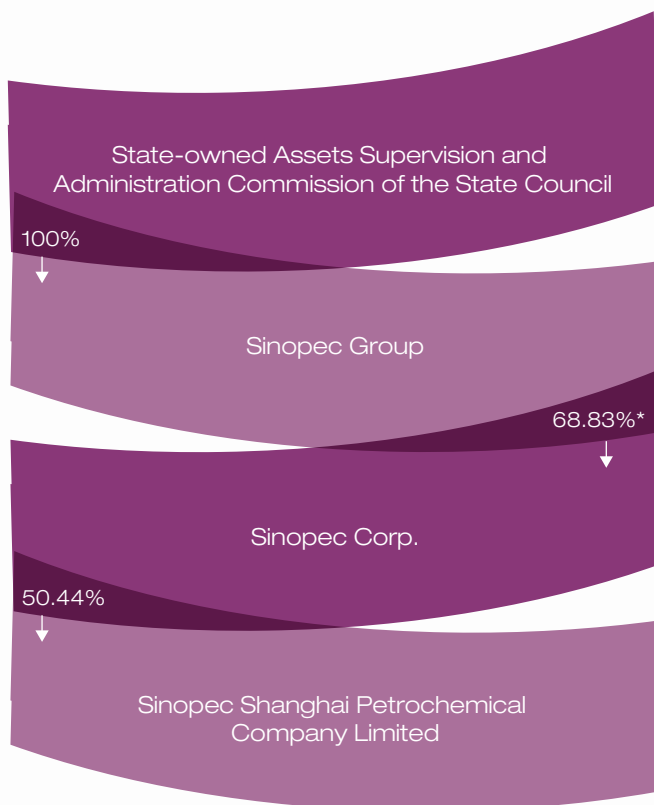 State-owned Assets Supervision and
Administration Commission of the State Council
100%
Sinopec Group
68.83%*
Sinopec Corp.
50.44%
Sinopec Shanghai Petrochemical
Company Limited